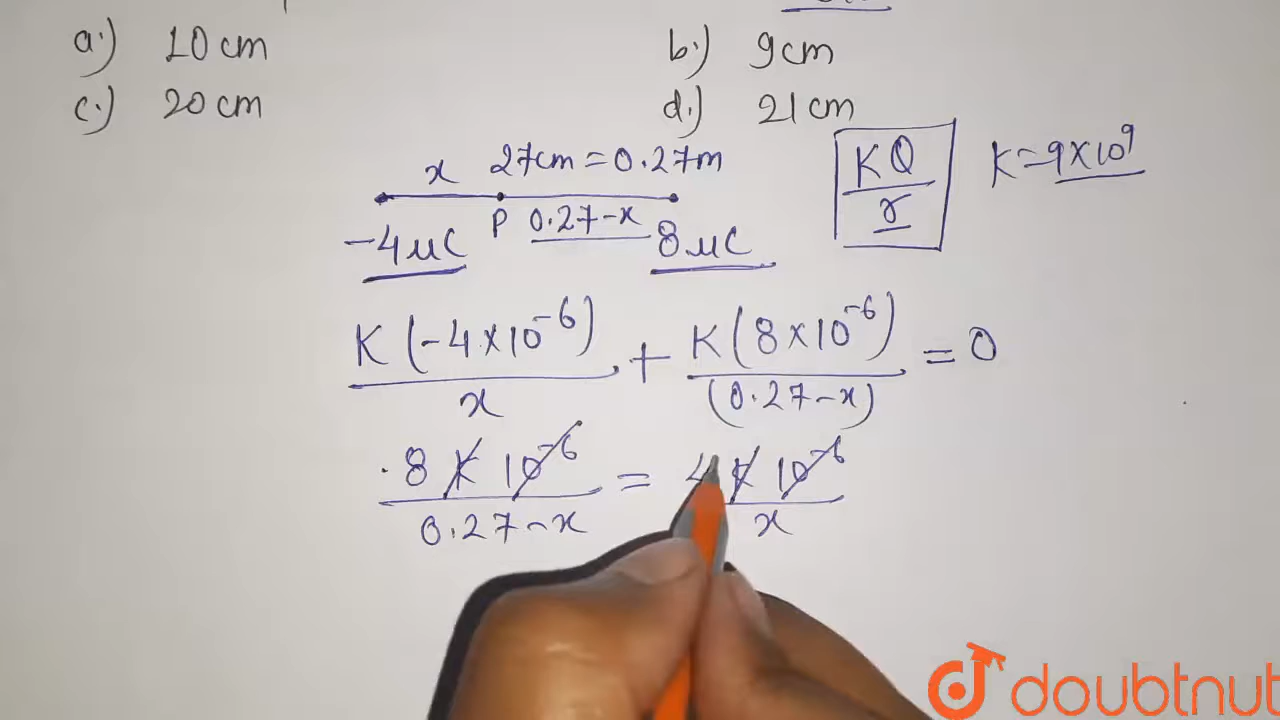 a.) 10 cm b.) 9cm
c.) 20 cm d.) 21 cm
x 27cm = 0.27m KQ/r K=9×10⁹
P 0.27-x
-4μC 8μC
K(-4×10⁻⁶)/x + K(8×10⁻⁶)/(0.27-x) = 0
8 K 10⁻⁶/0.27-x = 4 K 10⁻⁶/x
doubtnut